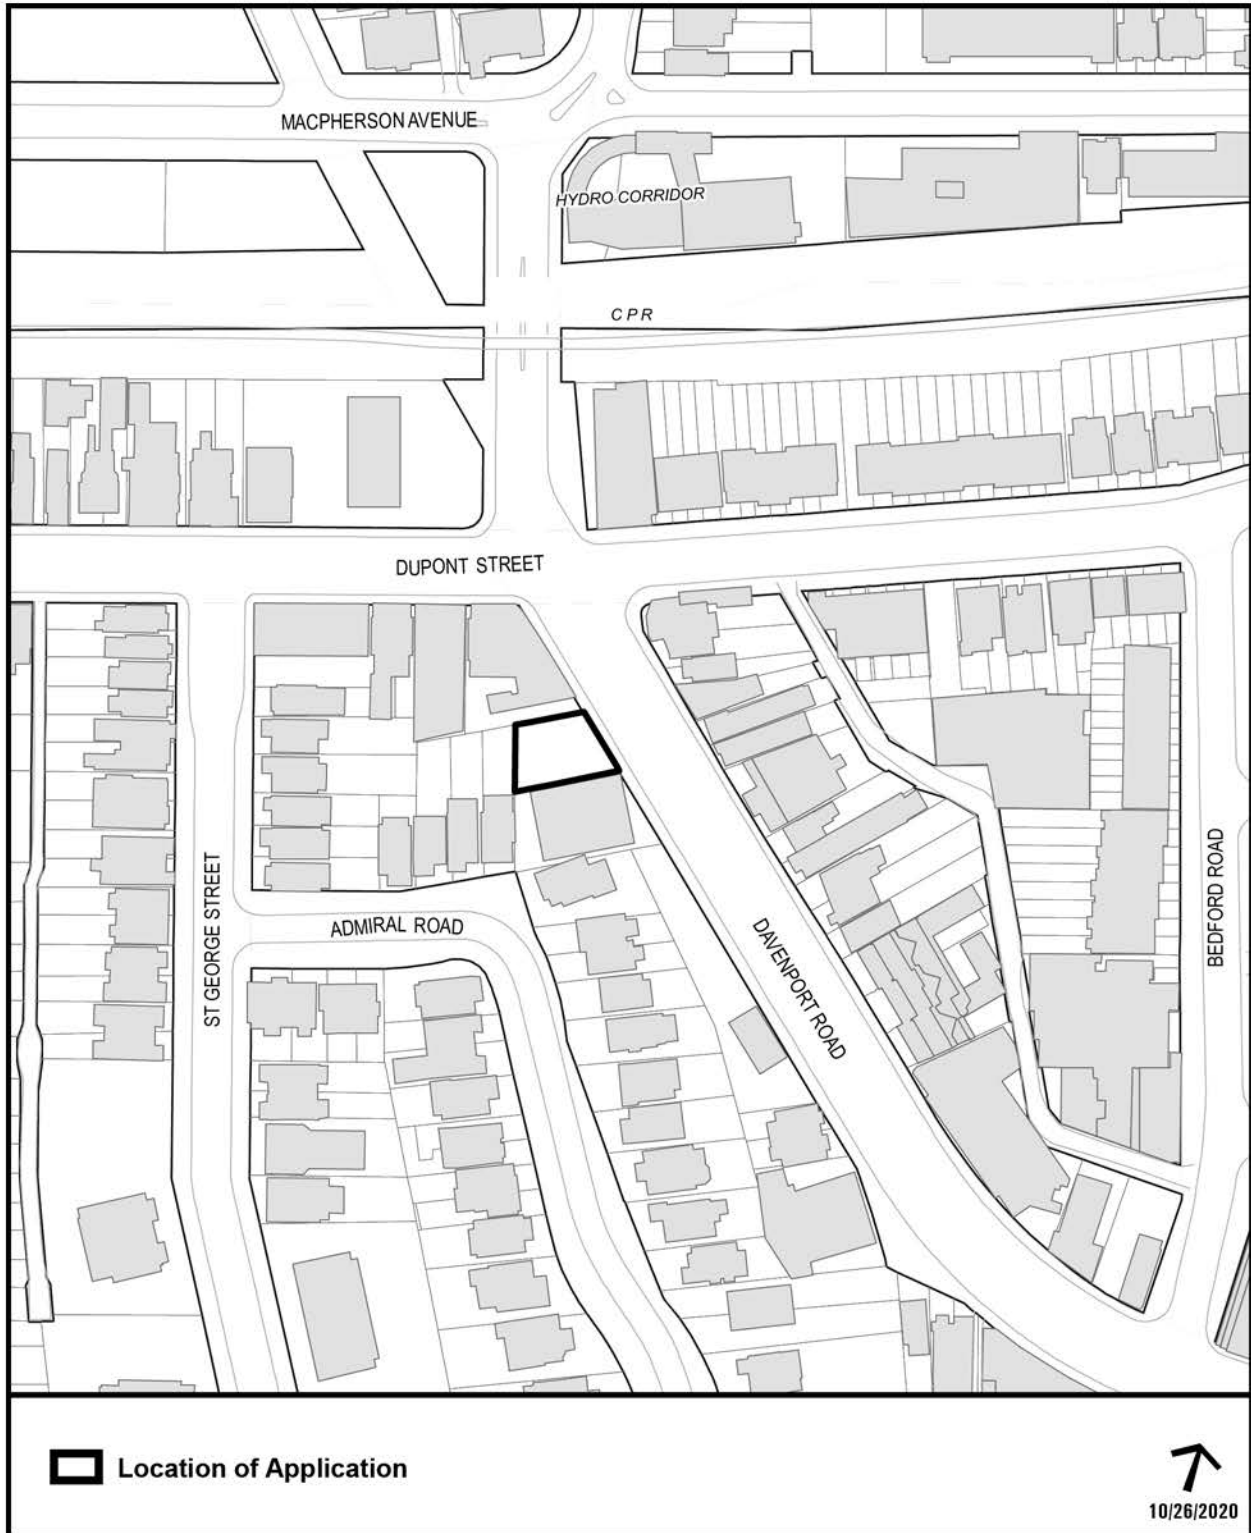 MACPHERSON AVENUE
HYDRO CORRIDOR
CPR
DUPONT STREET
ST GEORGE STREET
ADMIRAL ROAD
DAVENPORT ROAD
BEDFORD ROAD
Location of Application
10/26/2020